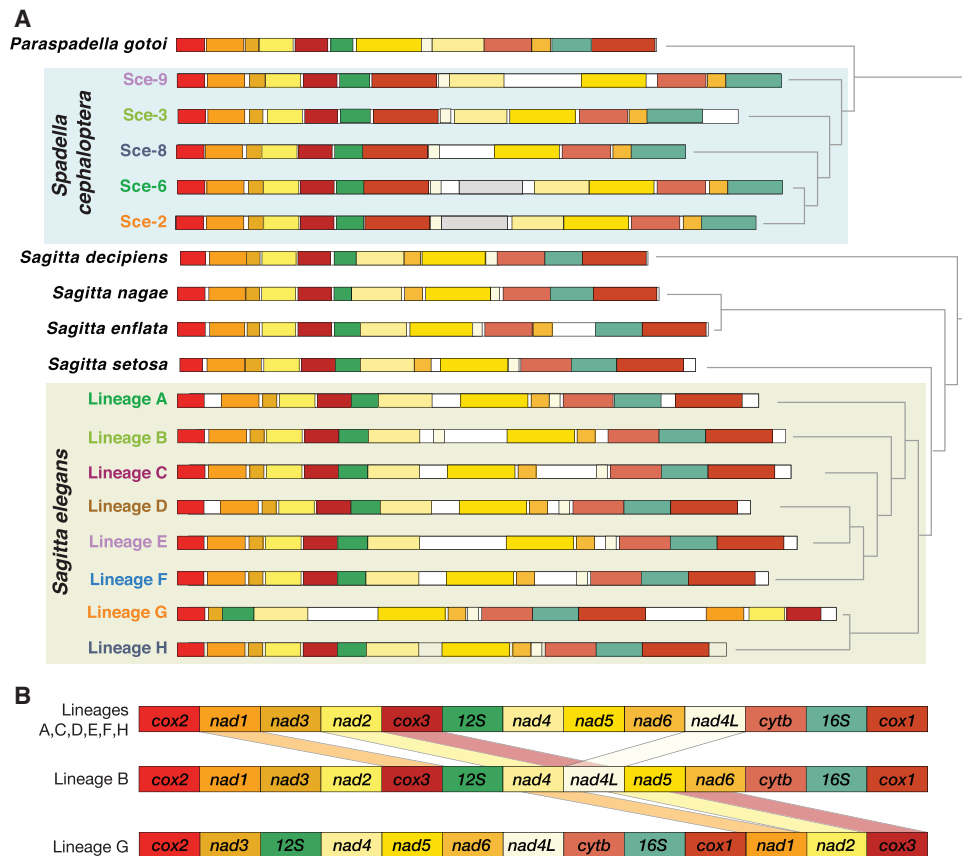 A
Paraspadella gotoi
Spadella
cephaloptera
Sce-9
Sce-3
Sce-8
Sce-6
Sce-2
Sagitta decipiens
Sagitta nagae
Sagitta enflata
Sagitta setosa
Sagitta elegans
Lineage A
Lineage B
Lineage C
Lineage D
Lineage E
Lineage F
Lineage G
Lineage H
B
Lineages
A,C,D,E,F,H
cox2 nad1 nad3 nad2 cox3 12S nad4 nad5 nad6 nad4L cytb 16S cox1
Lineage B
cox2 nad1 nad3 nad2 cox3 12S nad4 nad4L nad5 nad6 cytb 16S cox1
Lineage G
cox2 nad3 12S nad4 nad5 nad6 nad4L cytb 16S cox1 nad1 nad2 cox3